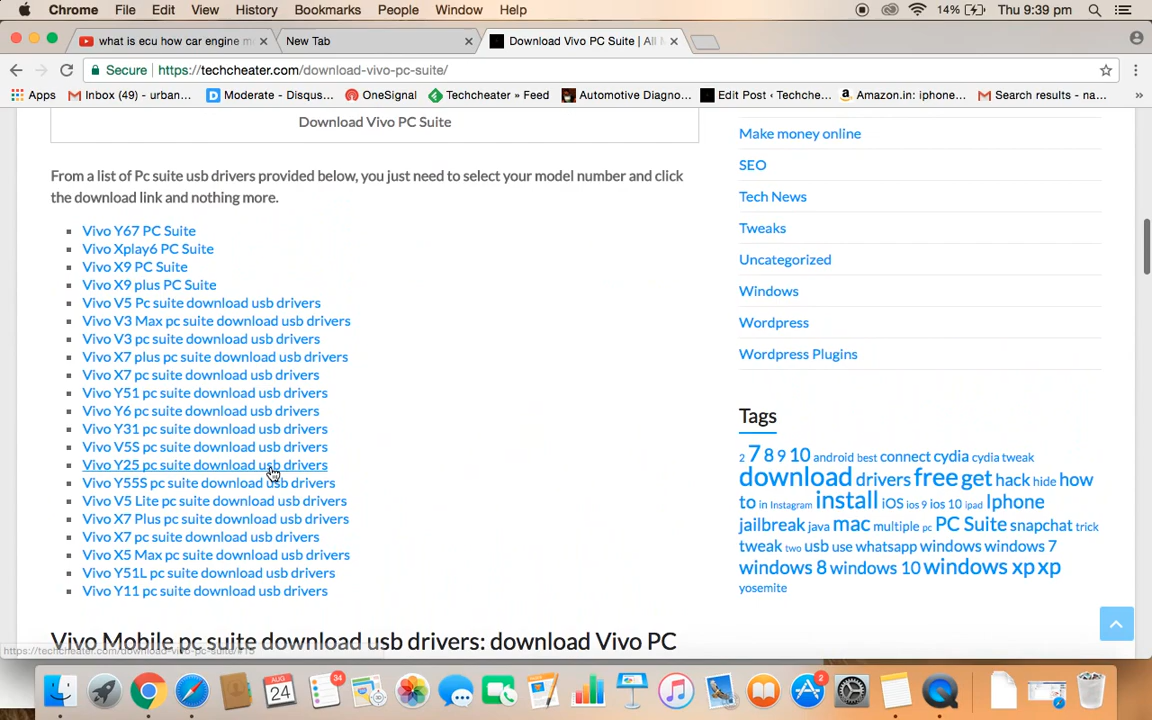 Chrome File Edit View History Bookmarks People Window Help 14% Thu 9:39 pm
what is ecu how car engine m New Tab Download Vivo PC Suite | All M
Secure https://techcheater.com/download-vivo-pc-suite/
Apps Inbox (49) - urban... Moderate - Disqus... OneSignal Techcheater » Feed Automotive Diagno... Edit Post ‹ Techche... Amazon.in: iphone... Search results - na... »
Download Vivo PC Suite
From a list of Pc suite usb drivers provided below, you just need to select your model number and click
the download link and nothing more.
Vivo Y67 PC Suite
Vivo Xplay6 PC Suite
Vivo X9 PC Suite
Vivo X9 plus PC Suite
Vivo V5 Pc suite download usb drivers
Vivo V3 Max pc suite download usb drivers
Vivo V3 pc suite download usb drivers
Vivo X7 plus pc suite download usb drivers
Vivo X7 pc suite download usb drivers
Vivo Y51 pc suite download usb drivers
Vivo Y6 pc suite download usb drivers
Vivo Y31 pc suite download usb drivers
Vivo V5S pc suite download usb drivers
Vivo Y25 pc suite download usb drivers
Vivo Y55S pc suite download usb drivers
Vivo V5 Lite pc suite download usb drivers
Vivo X7 Plus pc suite download usb drivers
Vivo X7 pc suite download usb drivers
Vivo X5 Max pc suite download usb drivers
Vivo Y51L pc suite download usb drivers
Vivo Y11 pc suite download usb drivers
Vivo Mobile pc suite download usb drivers: download Vivo PC
https://techcheater.com/download-vivo-pc-suite/#15
Make money online
SEO
Tech News
Tweaks
Uncategorized
Windows
Wordpress
Wordpress Plugins
Tags
2 7 8 9 10 android best connect cydia cydia tweak
download drivers free get hack hide how
to in Instagram install iOS ios 9 ios 10 ipad Iphone
jailbreak java mac multiple pc PC Suite snapchat trick
tweak two usb use whatsapp windows windows 7
windows 8 windows 10 windows xp xp
yosemite
AUG
24
34
2